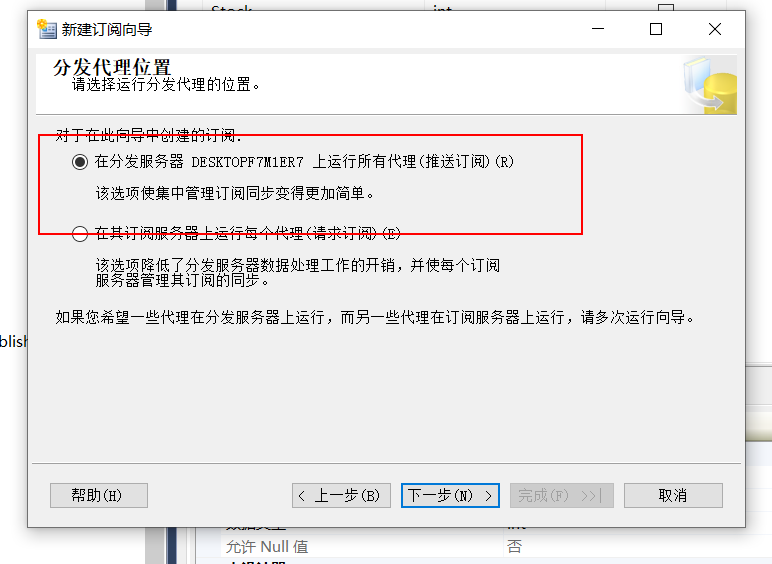 Stock int
新建订阅向导
分发代理位置
请选择运行分发代理的位置。
对于在此向导中创建的订阅:
在分发服务器 DESKTOPF7M1ER7 上运行所有代理(推送订阅)(R)
该选项使集中管理订阅同步变得更加简单。
在其订阅服务器上运行每个代理(请求订阅)(E)
该选项降低了分发服务器数据处理工作的开销，并使每个订阅
服务器管理其订阅的同步。
如果您希望一些代理在分发服务器上运行，而另一些代理在订阅服务器上运行，请多次运行向导。
blish
帮助(H) < 上一步(B) 下一步(N) > 完成(F) >>| 取消
数据类型 int
允许 Null 值 否